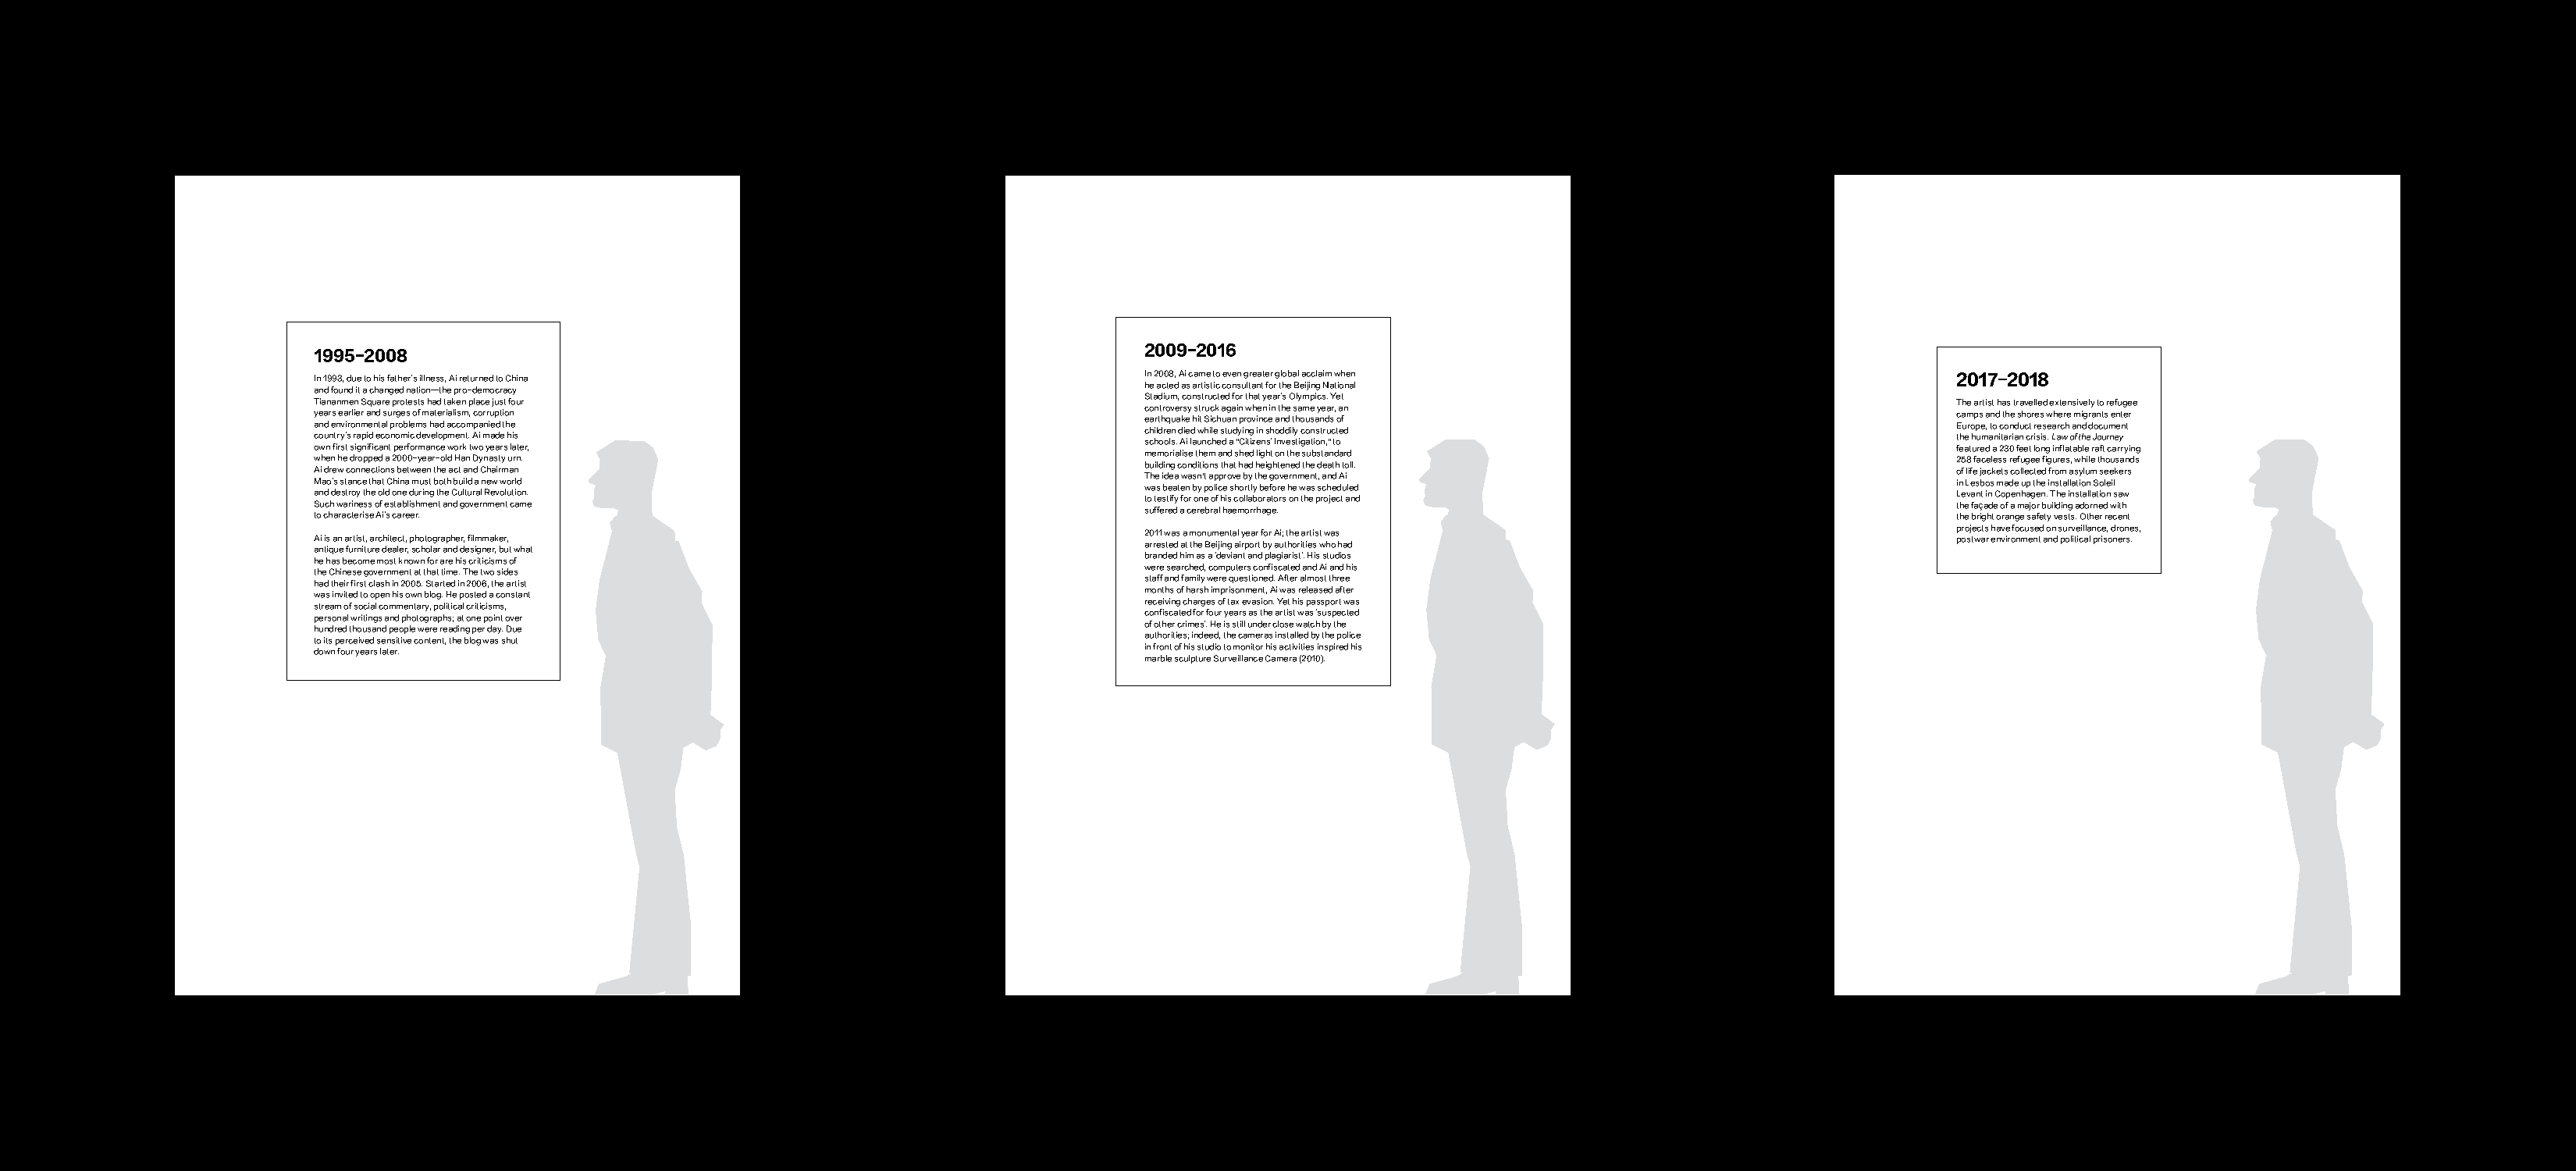 1995–2008
In 1993, due to his father's illness, Ai returned to China
and found it a changed nation—the pro-democracy
Tiananmen Square protests had taken place just four
years earlier and surges of materialism, corruption
and environmental problems had accompanied the
country's rapid economic development. Ai made his
own first significant performance work two years later,
when he dropped a 2000-year-old Han Dynasty urn.
Ai drew connections between the act and Chairman
Mao's stance that China must both build a new world
and destroy the old one during the Cultural Revolution.
Such wariness of establishment and government came
to characterise Ai's career.
Ai is an artist, architect, photographer, filmmaker,
antique furniture dealer, scholar and designer, but what
he has become most known for are his criticisms of
the Chinese government at that time. The two sides
had their first clash in 2005. Started in 2006, the artist
was invited to open his own blog. He posted a constant
stream of social commentary, political criticisms,
personal writings and photographs; at one point over
hundred thousand people were reading per day. Due
to its perceived sensitive content, the blog was shut
down four years later.
2009–2016
In 2008, Ai came to even greater global acclaim when
he acted as artistic consultant for the Beijing National
Stadium, constructed for that year's Olympics. Yet
controversy struck again when in the same year, an
earthquake hit Sichuan province and thousands of
children died while studying in shoddily constructed
schools. Ai launched a "Citizens' Investigation," to
memorialise them and shed light on the substandard
building conditions that had heightened the death toll.
The idea wasn't approve by the government, and Ai
was beaten by police shortly before he was scheduled
to testify for one of his collaborators on the project and
suffered a cerebral haemorrhage.
2011 was a monumental year for Ai; the artist was
arrested at the Beijing airport by authorities who had
branded him as a 'deviant and plagiarist'. His studios
were searched, computers confiscated and Ai and his
staff and family were questioned. After almost three
months of harsh imprisonment, Ai was released after
receiving charges of tax evasion. Yet his passport was
confiscated for four years as the artist was 'suspected
of other crimes'. He is still under close watch by the
authorities; indeed, the cameras installed by the police
in front of his studio to monitor his activities inspired his
marble sculpture Surveillance Camera (2010).
2017–2018
The artist has travelled extensively to refugee
camps and the shores where migrants enter
Europe, to conduct research and document
the humanitarian crisis. Law of the Journey
featured a 230 feet long inflatable raft carrying
258 faceless refugee figures, while thousands
of life jackets collected from asylum seekers
in Lesbos made up the installation Soleil
Levant in Copenhagen. The installation saw
the façade of a major building adorned with
the bright orange safety vests. Other recent
projects have focused on surveillance, drones,
postwar environment and political prisoners.